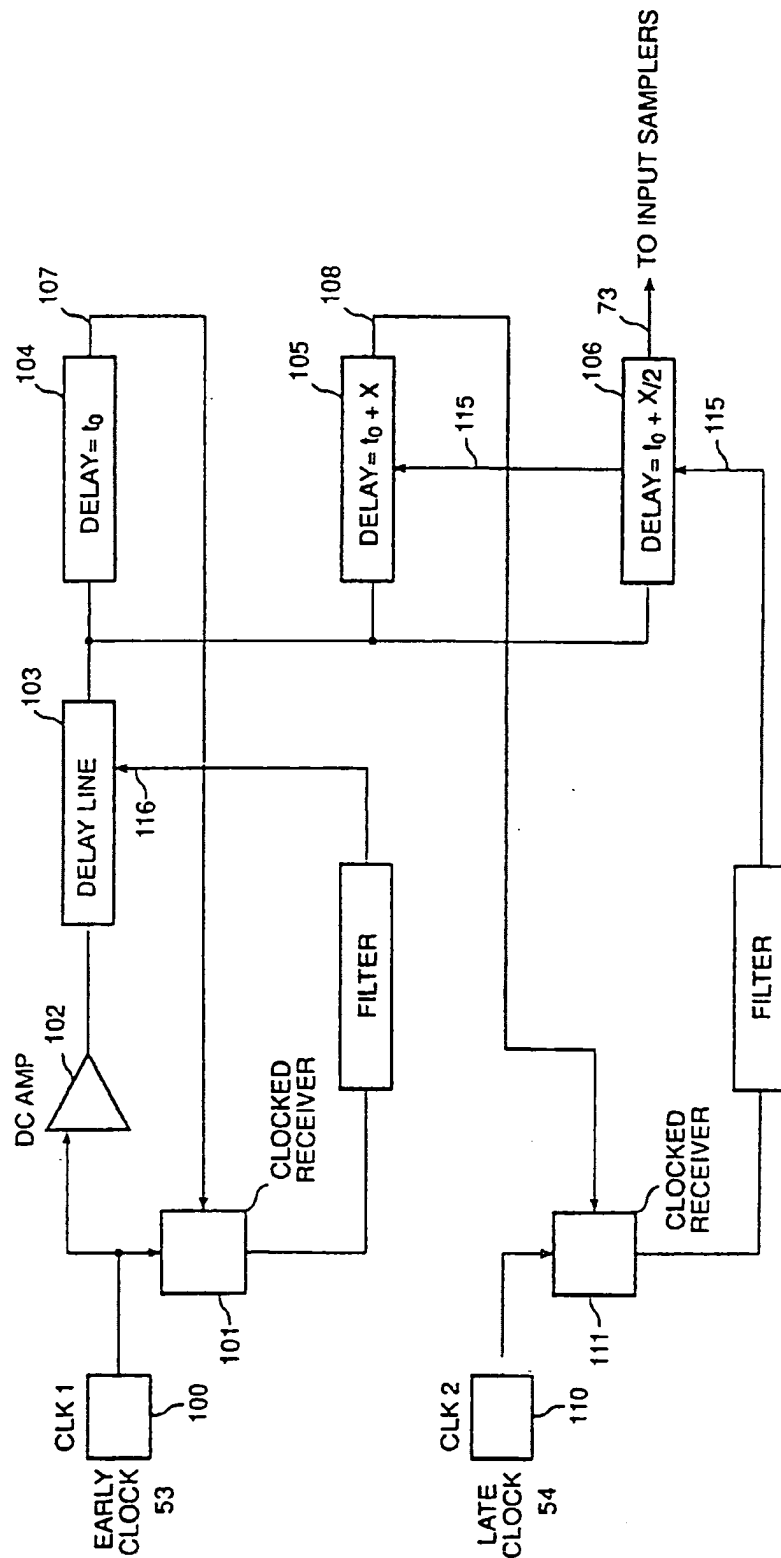 CLK 1
EARLY
CLOCK
53
100
101
CLOCKED
RECEIVER
DC AMP
102
103
DELAY LINE
116
FILTER
104
DELAY= t0
107
105
DELAY= t0 + X
108
115
106
DELAY= t0 + X/2
73
TO INPUT SAMPLERS
115
CLK 2
LATE
CLOCK
54
110
111
CLOCKED
RECEIVER
FILTER